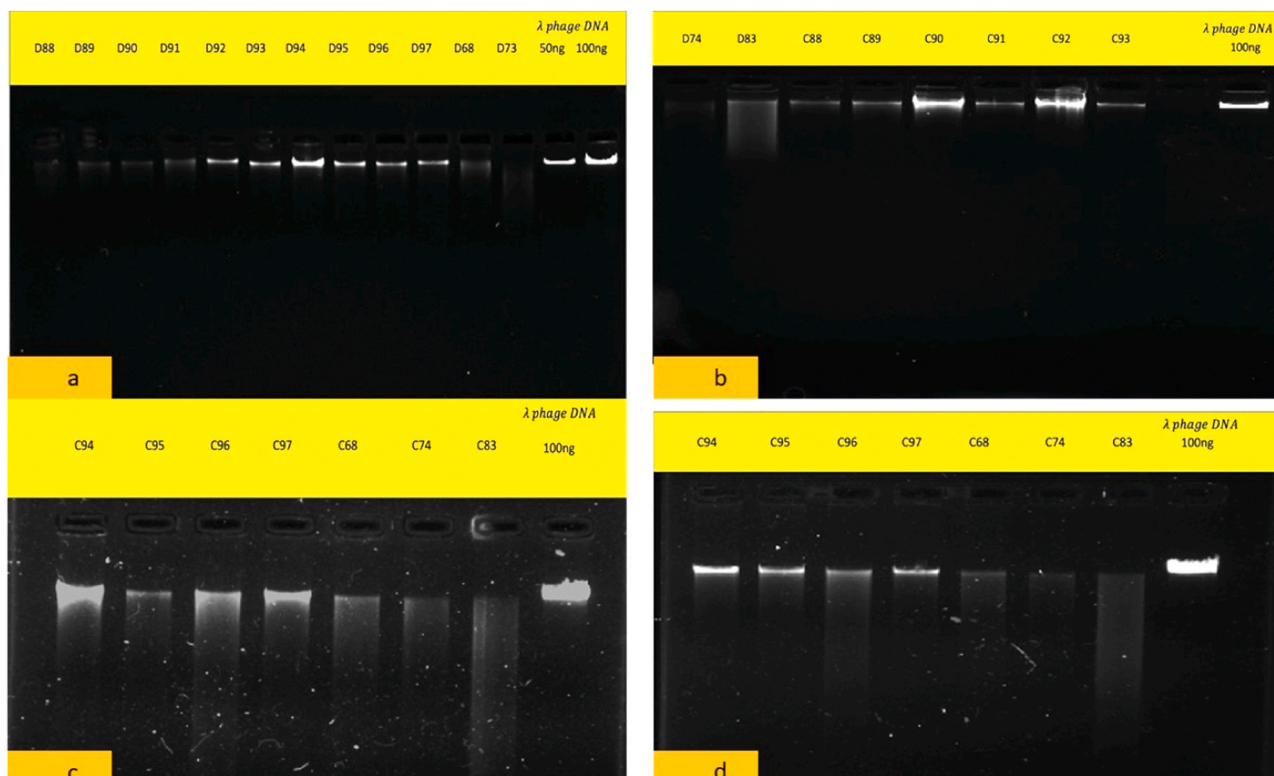 λ phage DNA
D88 D89 D90 D91 D92 D93 D94 D95 D96 D97 D68 D73 50ng 100ng
a
λ phage DNA
D74 D83 C88 C89 C90 C91 C92 C93 100ng
b
λ phage DNA
C94 C95 C96 C97 C68 C74 C83 100ng
c
λ phage DNA
C94 C95 C96 C97 C68 C74 C83 100ng
d